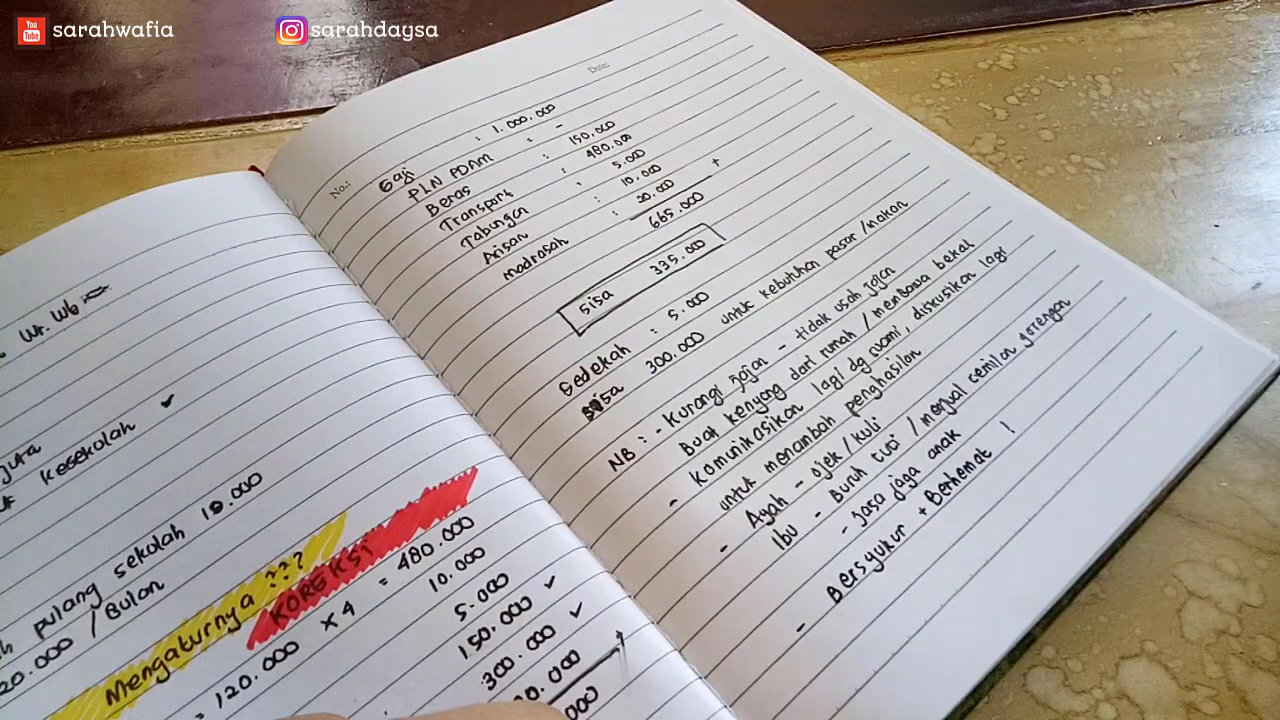 You Tube sarahwafia
sarahdaysa
Wr. Wb
juta
kesekolah ✓
pulang sekolah 10.000
20.000 / Bulan
Mengaturnya ???
KOREKSi
= 120.000 x 4 = 480.000
10.000
5.000
150.000 ✓
300.000 ✓
No.:
Date:
Gaji : 1.000.000
PLN PDAM : -
Beras : 150.000
Transport : 480.000
Tabungan : 5.000
Arisan : 10.000
madrasah : 20.000 +
665.000
sisa 335.000
Sedekah : 5.000
sisa 300.000 untuk kebutuhan pasar /makan
NB : - Kurangi jajan - tidak usah jajan
Buat kenyang dari rumah / membawa bekal
- Komunikasikan lagi dg suami, diskusikan lagi
untuk menambah penghasilan
- Ayah - ojek / kuli
Ibu - Buruh cuci / menjual cemilan gorengan
- jasa jaga anak
- Bersyukur + Berhemat !